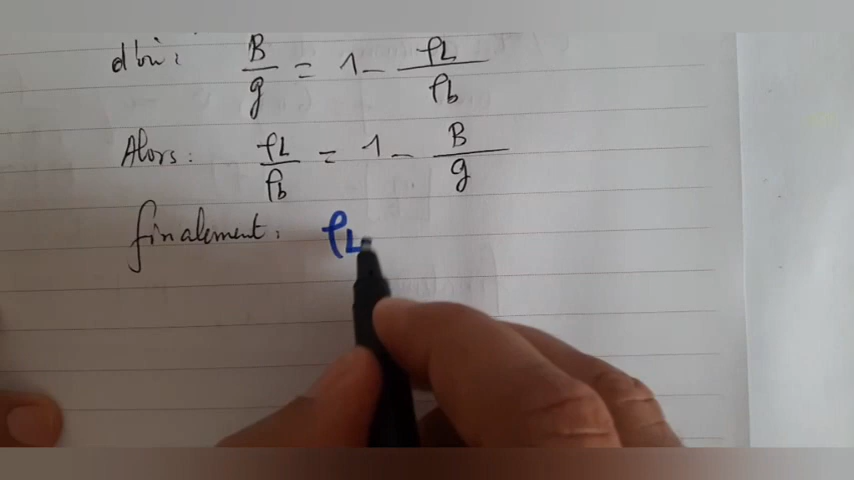 d'où : B/g = 1 - ρL/ρb
Alors : ρL/ρb = 1 - B/g
finalement : ρL